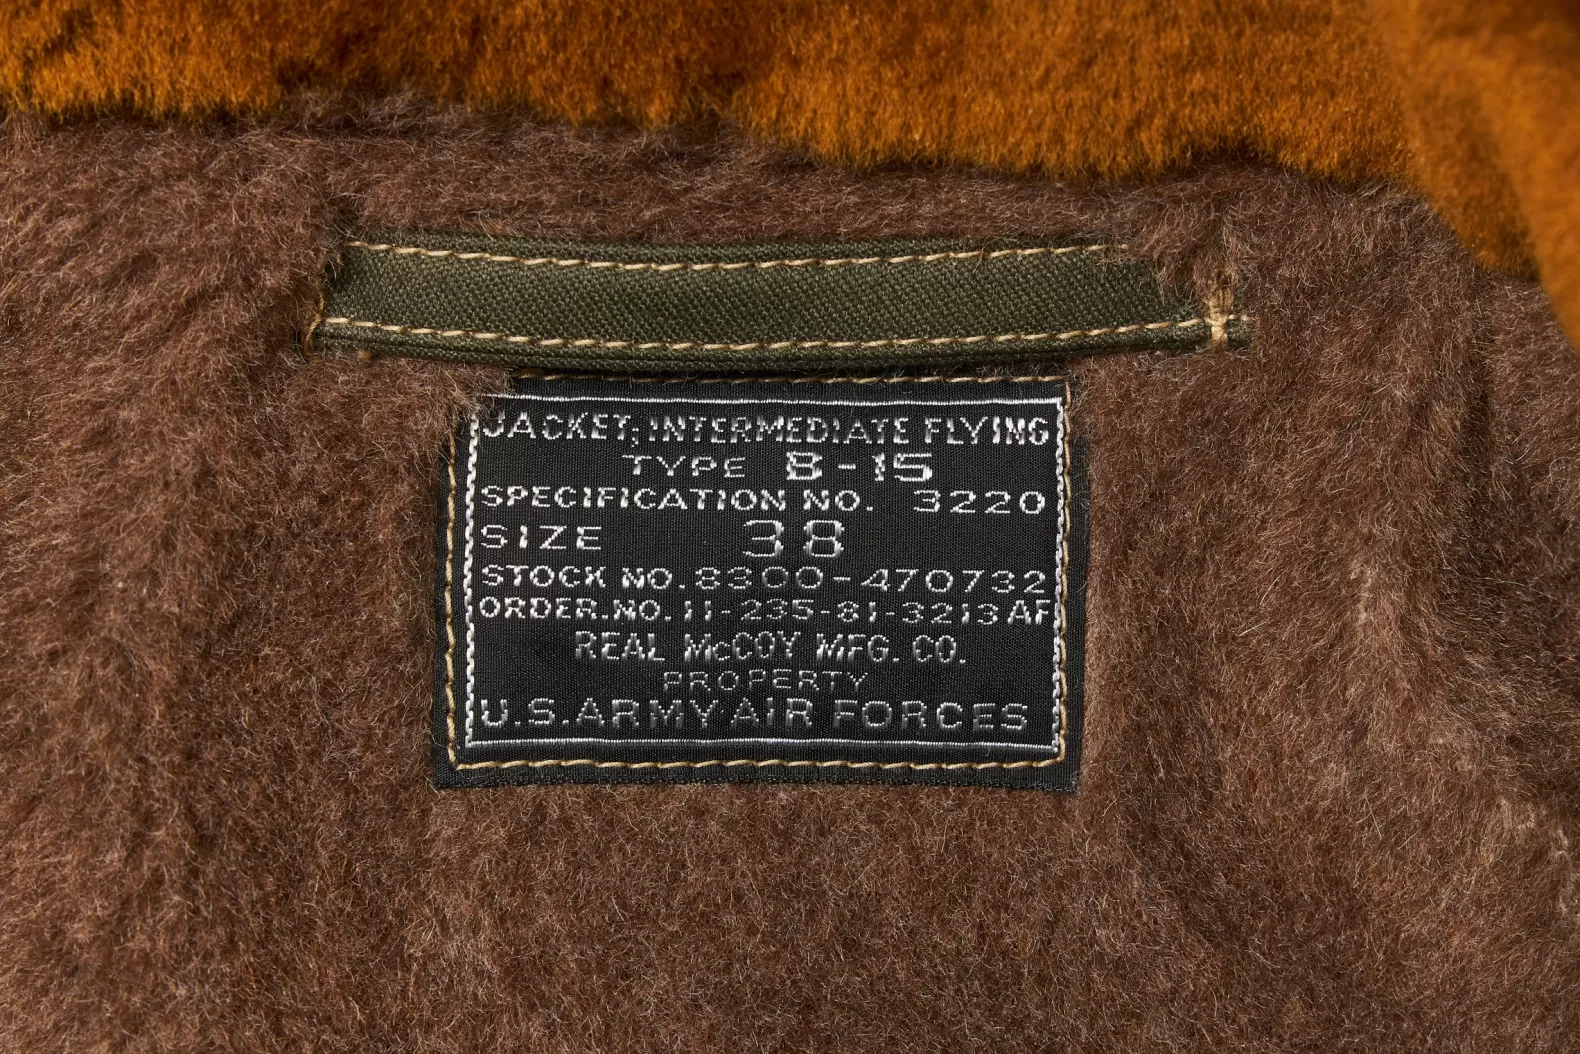 JACKET, INTERMEDIATE FLYING
TYPE B-15
SPECIFICATION NO. 3220
SIZE 38
STOCK NO. 8300-470732
ORDER.NO. 11-235-81-3213 AF
REAL McCOY MFG. CO.
PROPERTY
U.S. ARMY AIR FORCES